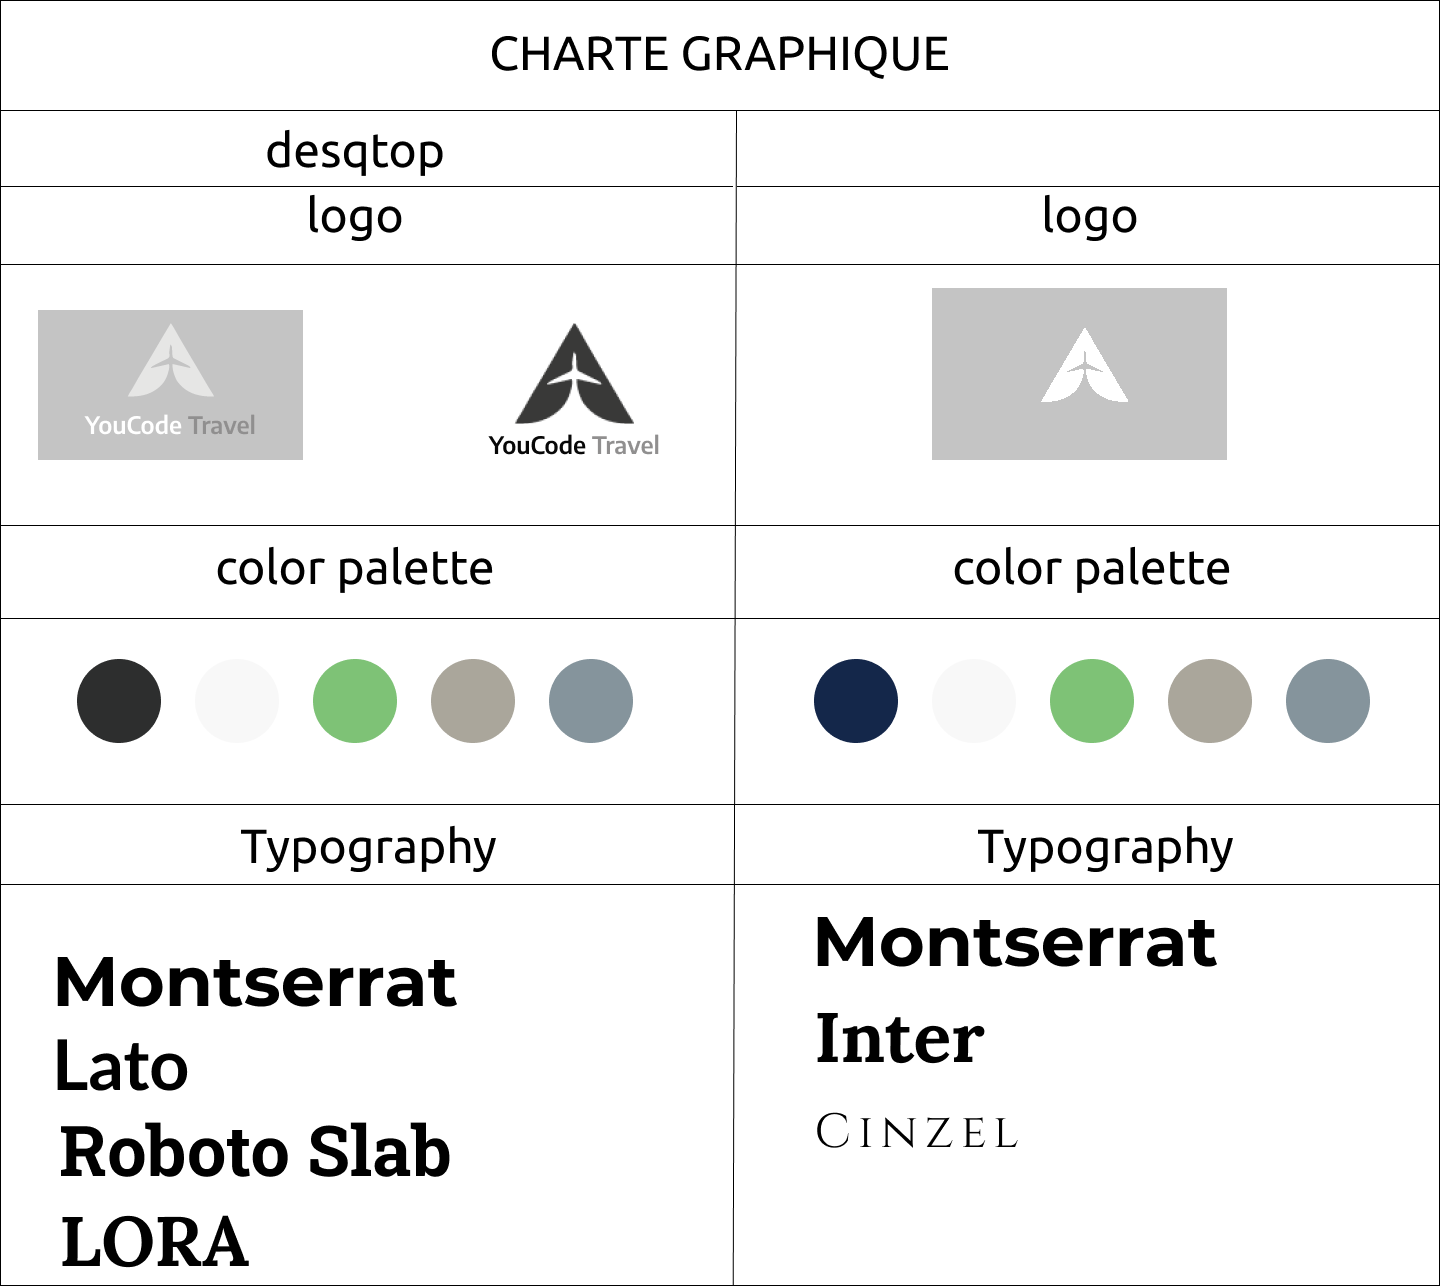 CHARTE GRAPHIQUE
desqtop
logo
logo
YouCode Travel
YouCode Travel
color palette
color palette
Typography
Typography
Montserrat
Lato
Roboto Slab
LORA
Montserrat
Inter
CINZEL